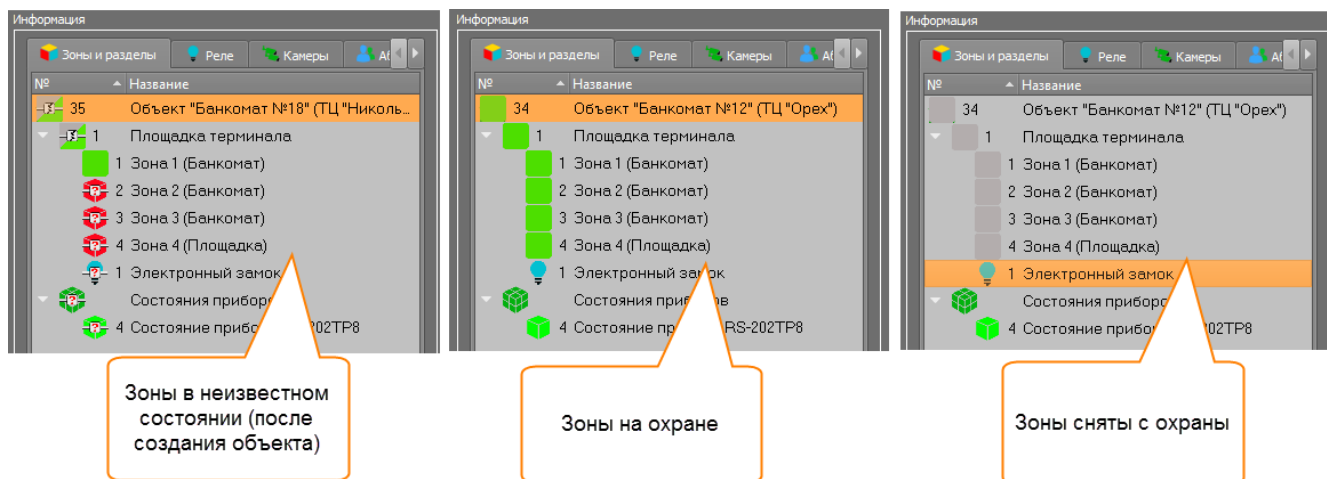 Информация
Зоны и разделы Реле Камеры
№ Название
35 Объект "Банкомат №18" (ТЦ "Николь...
1 Площадка терминала
1 Зона 1 (Банкомат)
2 Зона 2 (Банкомат)
3 Зона 3 (Банкомат)
4 Зона 4 (Площадка)
1 Электронный замок
Состояния приборо
4 Состояние прибо 202TP8
Зоны в неизвестном
состоянии (после
создания объекта)
Информация
Зоны и разделы Реле Камеры
№ Название
34 Объект "Банкомат №12" (ТЦ "Орех")
1 Площадка терминала
1 Зона 1 (Банкомат)
2 Зона 2 (Банкомат)
3 Зона 3 (Банкомат)
4 Зона 4 (Площадка)
1 Электронный замок
Состояния приборов
4 Состояние при RS-202TP8
Зоны на охране
Информация
Зоны и разделы Реле Камеры
№ Название
34 Объект "Банкомат №12" (ТЦ "Орех")
1 Площадка терминала
1 Зона 1 (Банкомат)
2 Зона 2 (Банкомат)
3 Зона 3 (Банкомат)
4 Зона 4 (Площадка)
1 Электронный замок
Состояния приборо
4 Состояние прибо 02TP8
Зоны сняты с охраны